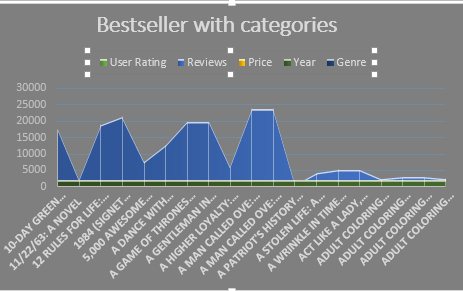 Bestseller with categories
User Rating Reviews Price Year Genre
30000
25000
20000
15000
10000
5000
0
10-DAY GREEN…
11/22/63: A NOVEL
12 RULES FOR LIFE:…
1984 (SIGNET…
5,000 AWESOME…
A DANCE WITH…
A GAME OF THRONES…
A GENTLEMAN IN…
A HIGHER LOYALTY:…
A MAN CALLED OVE:…
A MAN CALLED OVE:…
A PATRIOT'S HISTORY…
A STOLEN LIFE: A…
A WRINKLE IN TIME…
ACT LIKE A LADY,…
ADULT COLORING…
ADULT COLORING…
ADULT COLORING…
ADULT COLORING…